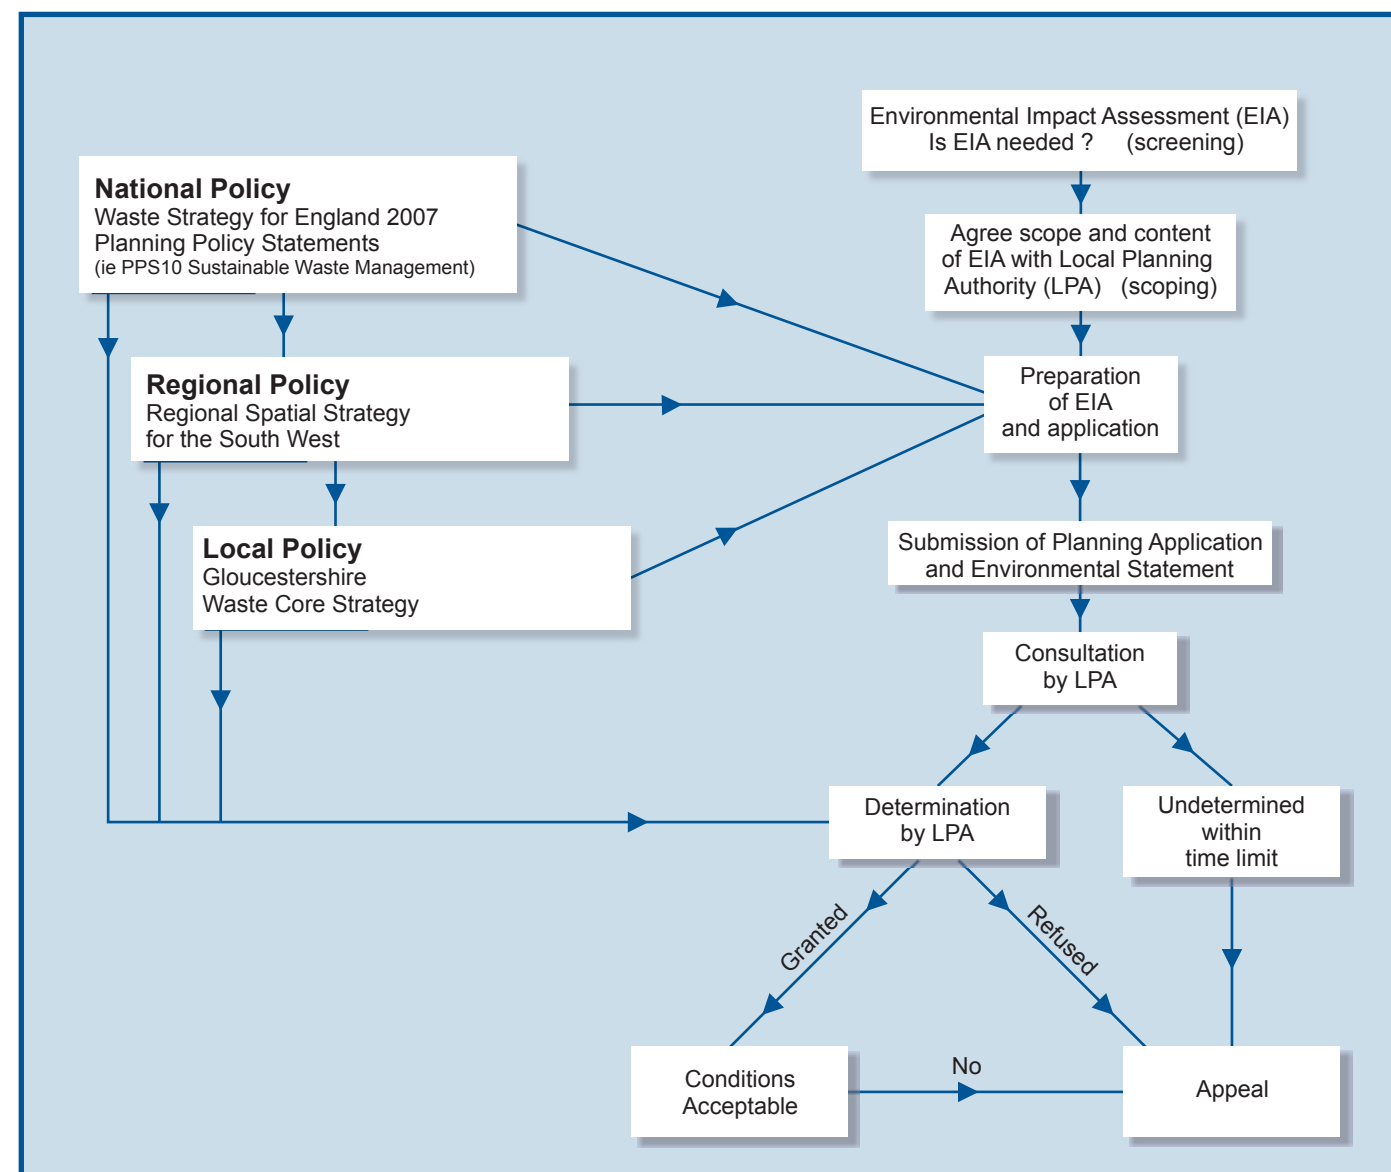 Environmental Impact Assessment (EIA)
Is EIA needed ? (screening)
National Policy
Waste Strategy for England 2007
Planning Policy Statements
(ie PPS10 Sustainable Waste Management)
Agree scope and content
of EIA with Local Planning
Authority (LPA) (scoping)
Regional Policy
Regional Spatial Strategy
for the South West
Preparation
of EIA
and application
Local Policy
Gloucestershire
Waste Core Strategy
Submission of Planning Application
and Environmental Statement
Consultation
by LPA
Determination
by LPA
Undetermined
within
time limit
Granted
Refused
Conditions
Acceptable
No
Appeal